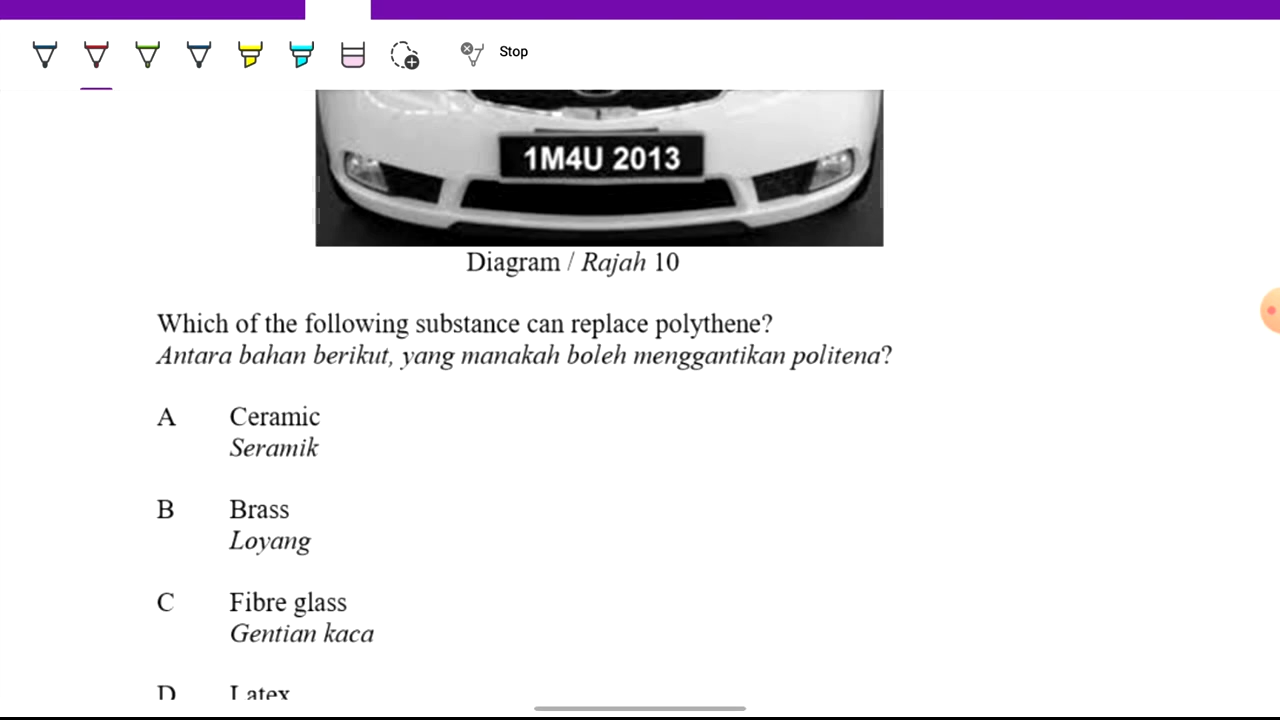 Stop
1M4U 2013
Diagram / Rajah 10
Which of the following substance can replace polythene?
Antara bahan berikut, yang manakah boleh menggantikan politena?
A Ceramic
Seramik
B Brass
Loyang
C Fibre glass
Gentian kaca
D Latex